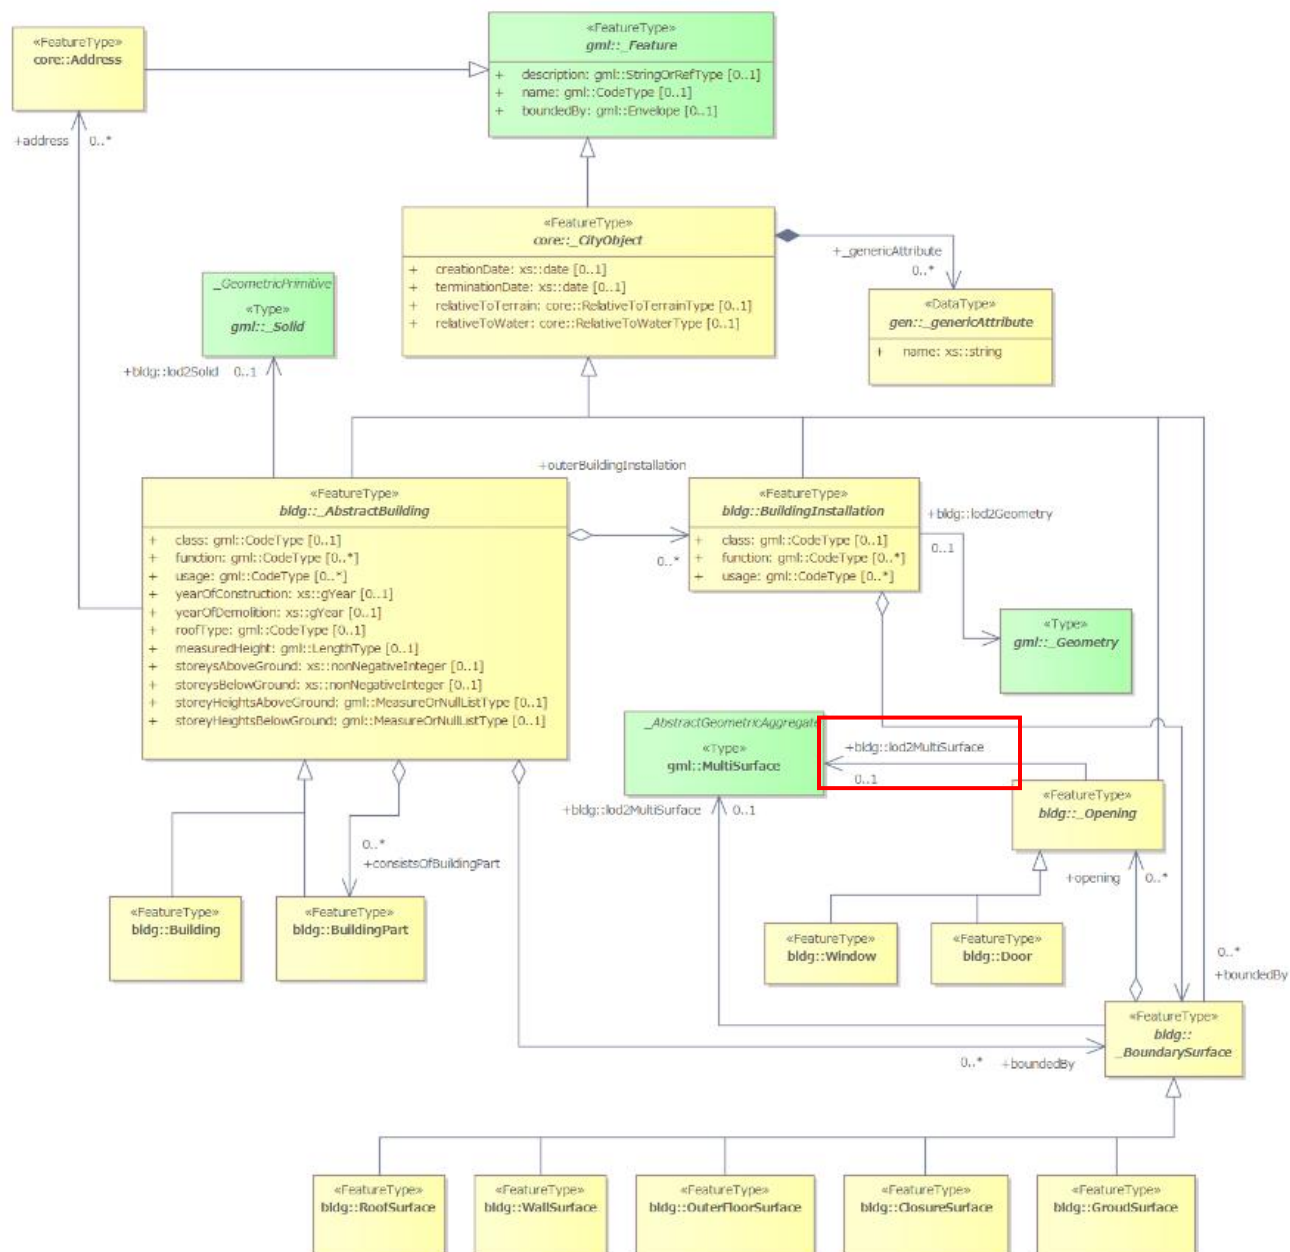 «FeatureType»
core::Address
«FeatureType»
gml::_Feature
+ description: gml::StringOrRefType [0..1]
+ name: gml::CodeType [0..1]
+ boundedBy: gml::Envelope [0..1]
+address 0..*
«FeatureType»
core::_CityObject
+ creationDate: xs::date [0..1]
+ terminationDate: xs::date [0..1]
+ relativeToTerrain: core::RelativeToTerrainType [0..1]
+ relativeToWater: core::RelativeToWaterType [0..1]
+_genericAttribute
0..*
«DataType»
gen::_genericAttribute
+ name: xs::string
_GeometricPrimitive
«Type»
gml::_Solid
+bldg::lod2Solid 0..1
«FeatureType»
bldg::_AbstractBuilding
+ class: gml::CodeType [0..1]
+ function: gml::CodeType [0..*]
+ usage: gml::CodeType [0..*]
+ yearOfConstruction: xs::gYear [0..1]
+ yearOfDemolition: xs::gYear [0..1]
+ roofType: gml::CodeType [0..1]
+ measuredHeight: gml::LengthType [0..1]
+ storeysAboveGround: xs::nonNegativeInteger [0..1]
+ storeysBelowGround: xs::nonNegativeInteger [0..1]
+ storeyHeightsAboveGround: gml::MeasureOrNullListType [0..1]
+ storeyHeightsBelowGround: gml::MeasureOrNullListType [0..1]
+outerBuildingInstallation
0..*
«FeatureType»
bldg::BuildingInstallation
+ class: gml::CodeType [0..1]
+ function: gml::CodeType [0..*]
+ usage: gml::CodeType [0..*]
+bldg::lod2Geometry
0..1
«Type»
gml::_Geometry
_AbstractGeometricAggregate
«Type»
gml::MultiSurface
+bldg::lod2MultiSurface
0..1
+bldg::lod2MultiSurface 0..1
«FeatureType»
bldg::_Opening
+opening 0..*
0..*
+consistsOfBuildingPart
«FeatureType»
bldg::Building
«FeatureType»
bldg::BuildingPart
«FeatureType»
bldg::Window
«FeatureType»
bldg::Door
0..*
+boundedBy
«FeatureType»
bldg::
_BoundarySurface
0..* +boundedBy
«FeatureType»
bldg::RoofSurface
«FeatureType»
bldg::WallSurface
«FeatureType»
bldg::OuterFloorSurface
«FeatureType»
bldg::ClosureSurface
«FeatureType»
bldg::GroudSurface